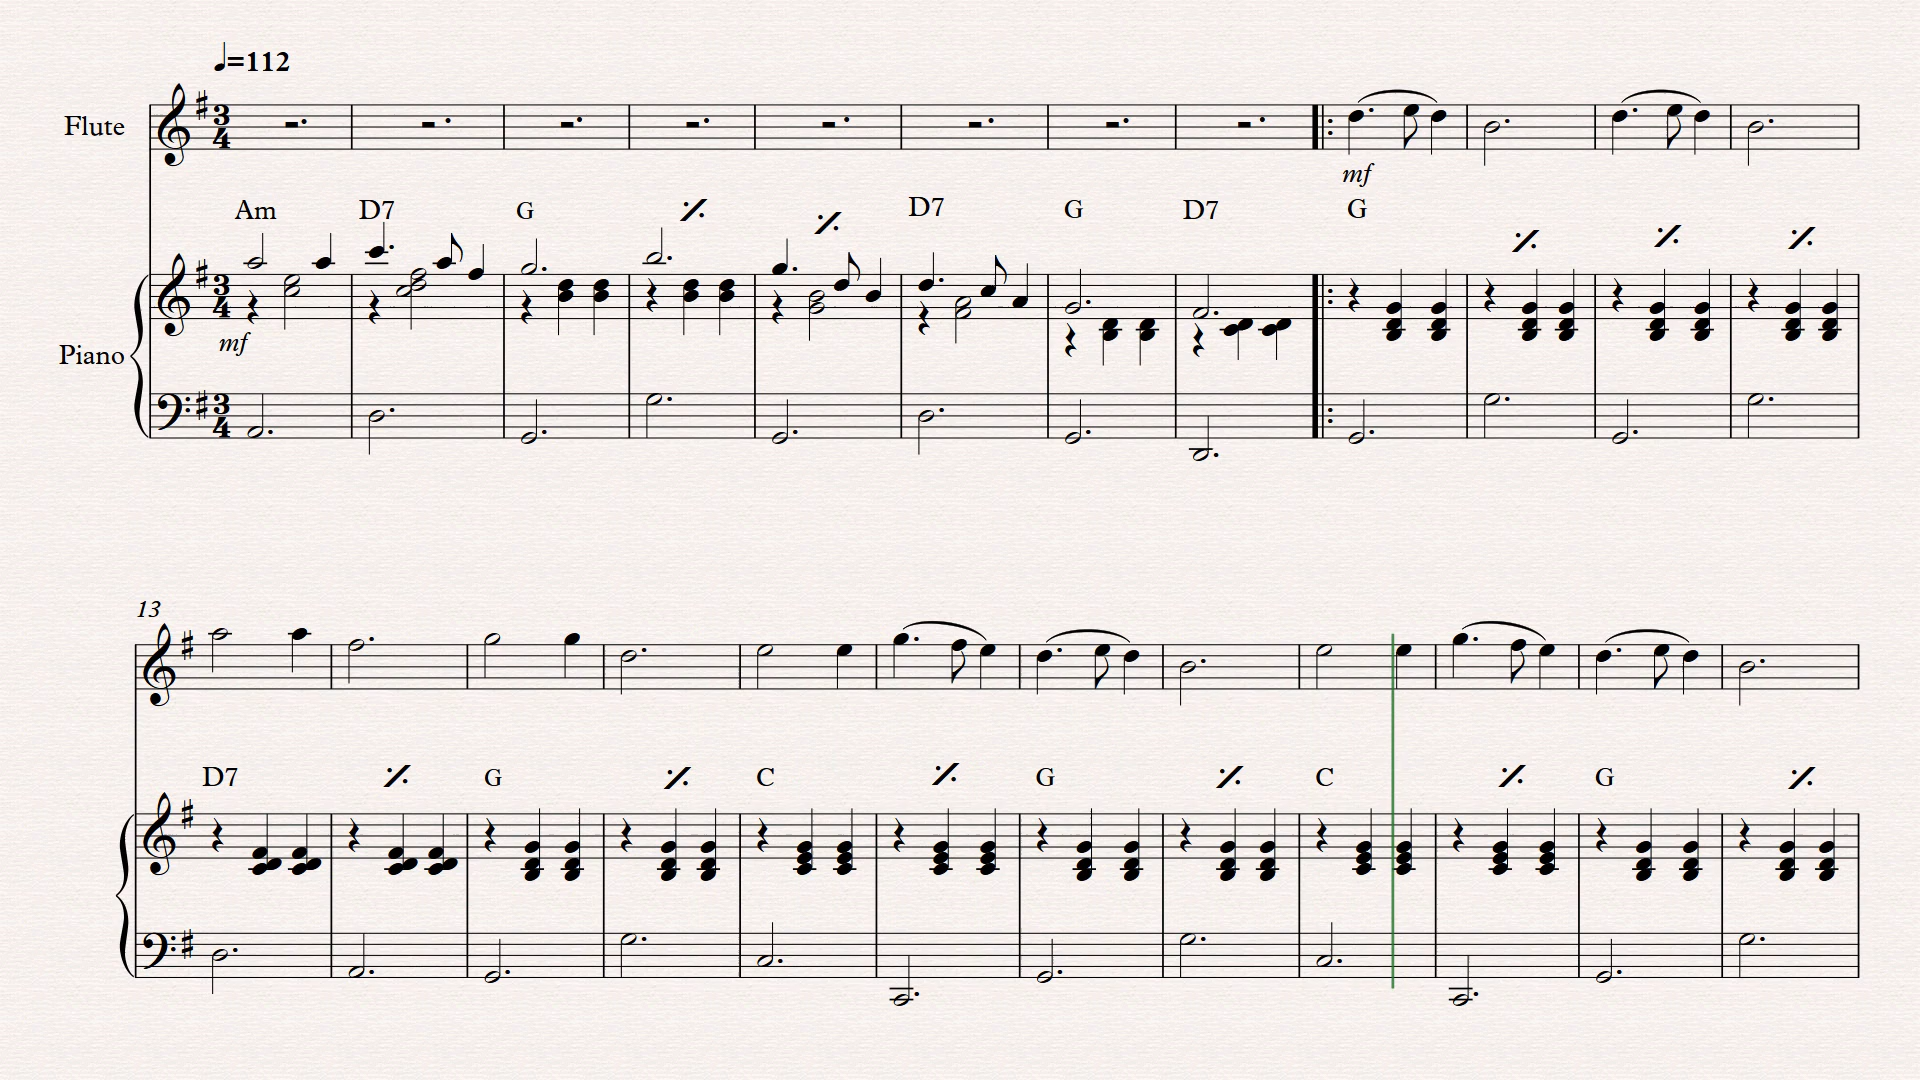 ♩=112
Flute
mf
Am D7 G D7 G D7 G
mf
Piano
13
D7 G C G C G